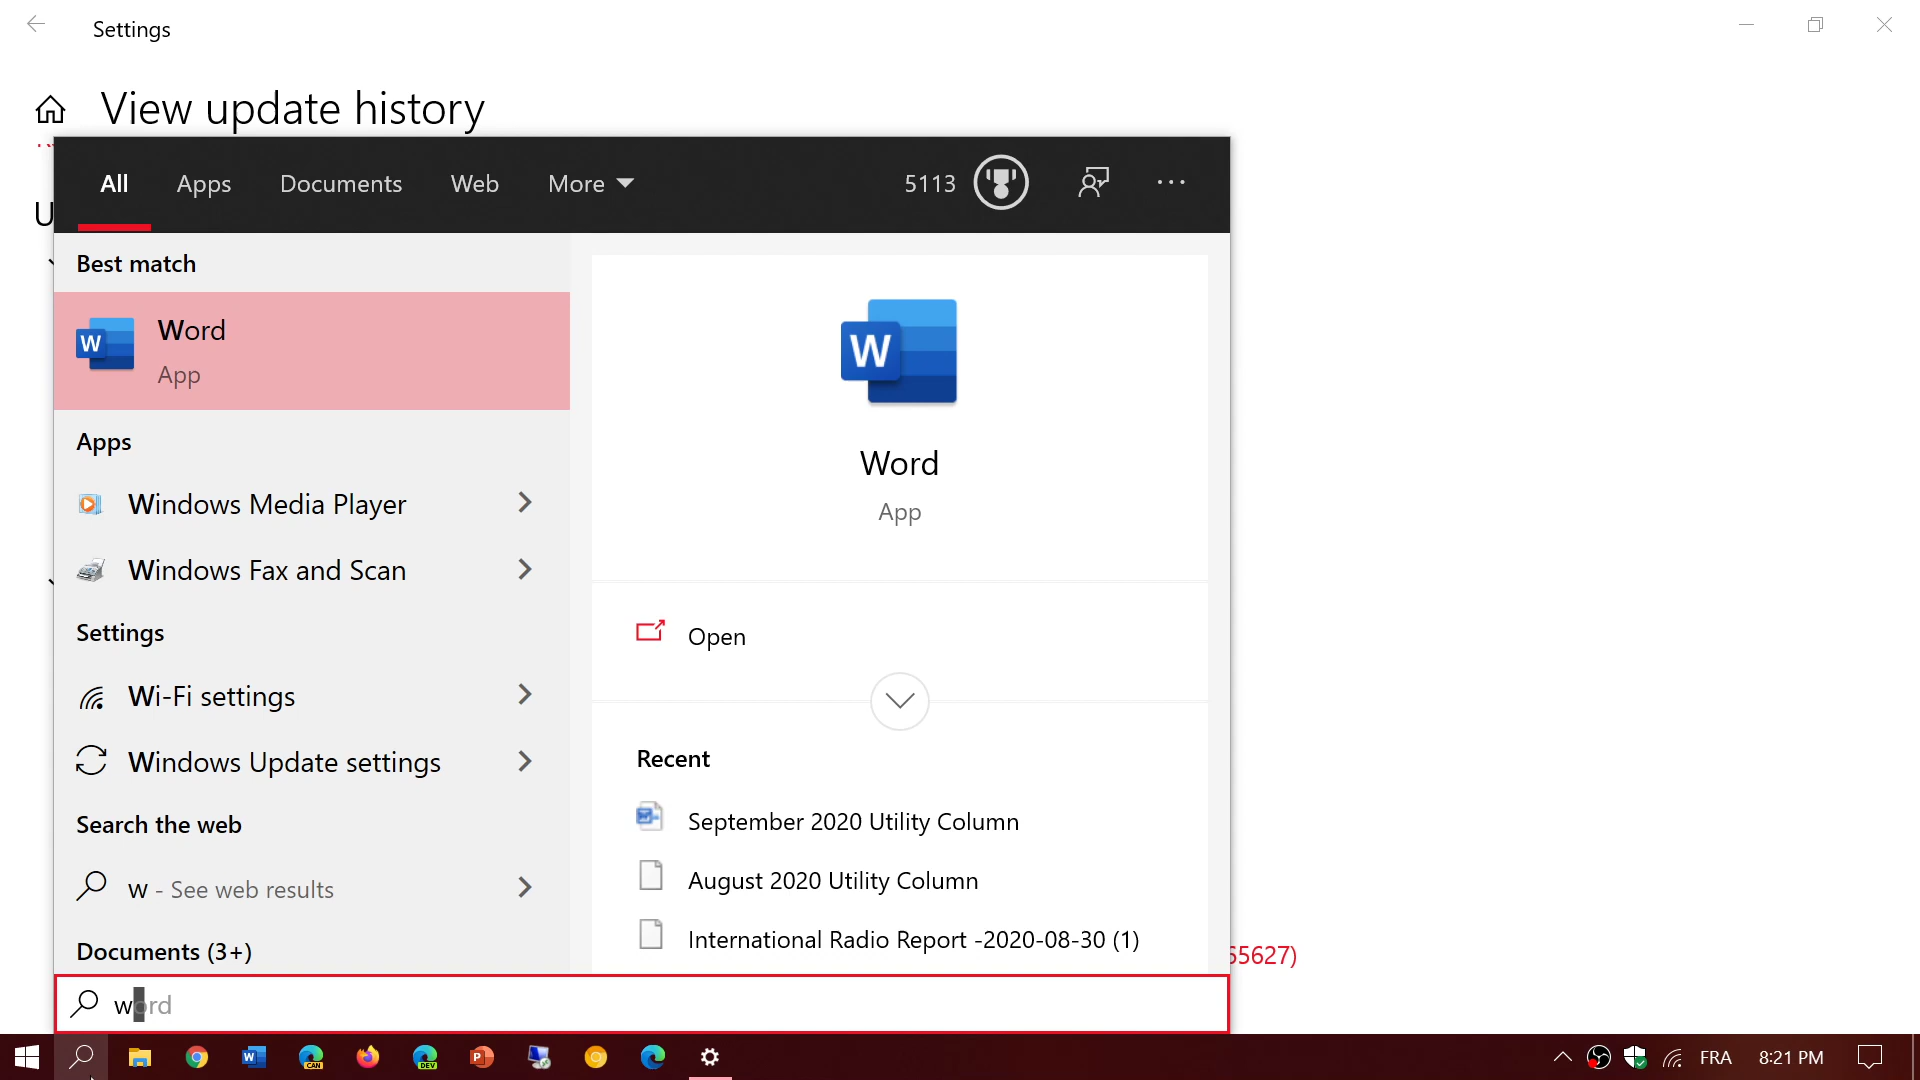 Settings
View update history
U
All Apps Documents Web More 5113
Best match
Word
App
Apps
Windows Media Player
Windows Fax and Scan
Settings
Wi-Fi settings
Windows Update settings
Search the web
w - See web results
Documents (3+)
Word
App
Open
Recent
September 2020 Utility Column
August 2020 Utility Column
International Radio Report -2020-08-30 (1)
55627)
word
CAN
DEV
FRA 8:21 PM